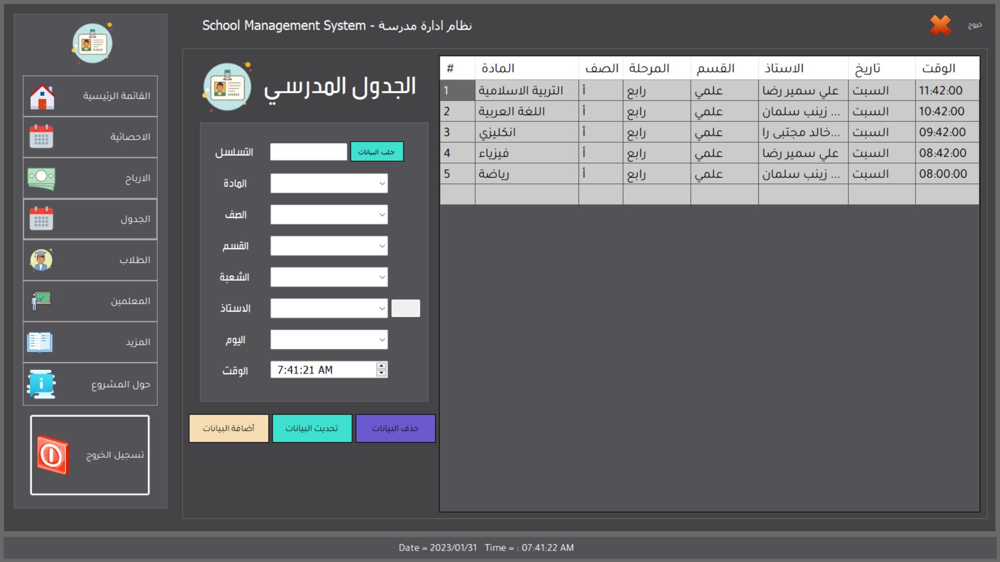 School Management System - نظام ادارة مدرسة
خروج
القائمة الرئيسية
الاحصائية
الارباح
الجدول
الطلاب
المعلمين
المزيد
حول المشروع
تسجيل الخروج
الجدول المدرسي
التسلسل
جلب البيانات
المادة
الصف
القسم
الشعبة
الاستاذ
اليوم
الوقت 7:41:21 AM
أضافة البيانات
تحديث البيانات
حذف البيانات
# المادة الصف المرحلة القسم الاستاذ تاريخ الوقت
1 التربية الاسلامية أ رابع علمي علي سمير رضا السبت 11:42:00
2 اللغة العربية أ رابع علمي زينب سلمان ... السبت 10:42:00
3 انكليزي أ رابع علمي خالد مجتبى را... السبت 09:42:00
4 فيزياء أ رابع علمي علي سمير رضا السبت 08:42:00
5 رياضة أ رابع علمي زينب سلمان ... السبت 08:00:00
Date = 2023/01/31 Time = : 07:41:22 AM